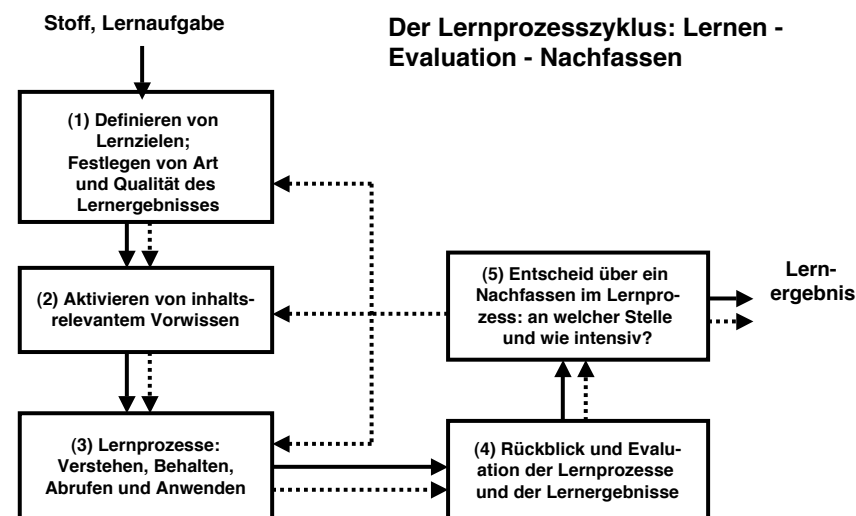 Stoff, Lernaufgabe
Der Lernprozesszyklus: Lernen -
Evaluation - Nachfassen
(1) Definieren von
Lernzielen;
Festlegen von Art
und Qualität des
Lernergebnisses
(2) Aktivieren von inhalts-
relevantem Vorwissen
(3) Lernprozesse:
Verstehen, Behalten,
Abrufen und Anwenden
(4) Rückblick und Evalu-
ation der Lernprozesse
und der Lernergebnisse
(5) Entscheid über ein
Nachfassen im Lernpro-
zess: an welcher Stelle
und wie intensiv?
Lern-
ergebnis